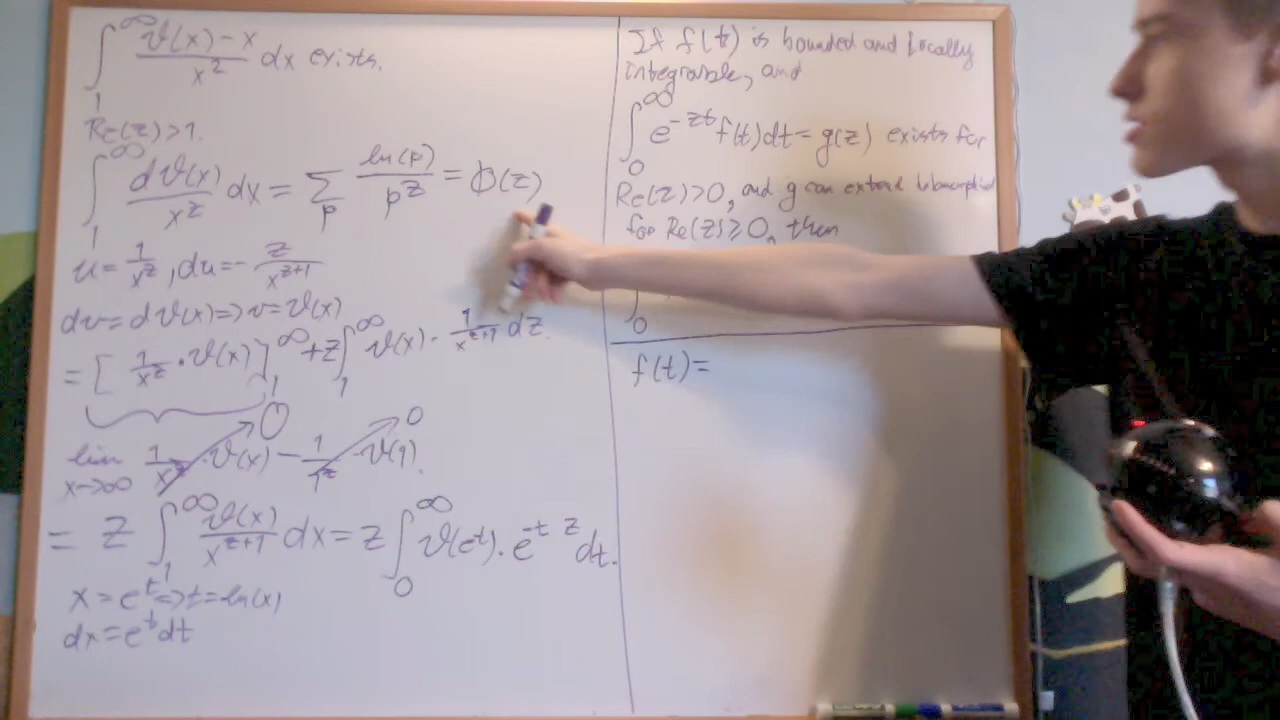 ∫₁^∞ (ϑ(x) − x)/x² dx exists.
Re(z) > 1.
∫₁^∞ dϑ(x)/x^z dx = ∑_p ln(p)/p^z = Φ(z)
u = 1/x^z, du = − z/x^(z+1)
dv = dϑ(x) => v = ϑ(x)
= [1/x^z · ϑ(x)]₁^∞ + z∫₁^∞ ϑ(x) · 1/x^(z+1) dz.
0 0
lim x→∞ 1/x^z · ϑ(x) − 1/1^z · ϑ(1).
= z ∫₁^∞ ϑ(x)/x^(z+1) dx = z ∫₀^∞ ϑ(e^t) · e^(−t z) dt.
x = e^t => t = ln(x)
dx = e^t dt
If f(t) is bounded and locally
integrable, and
∫₀^∞ e^(−zt) f(t) dt = g(z) exists for
Re(z) > 0, and g can extend
for Re(z) ≥ 0, then
∫₀
f(t) =